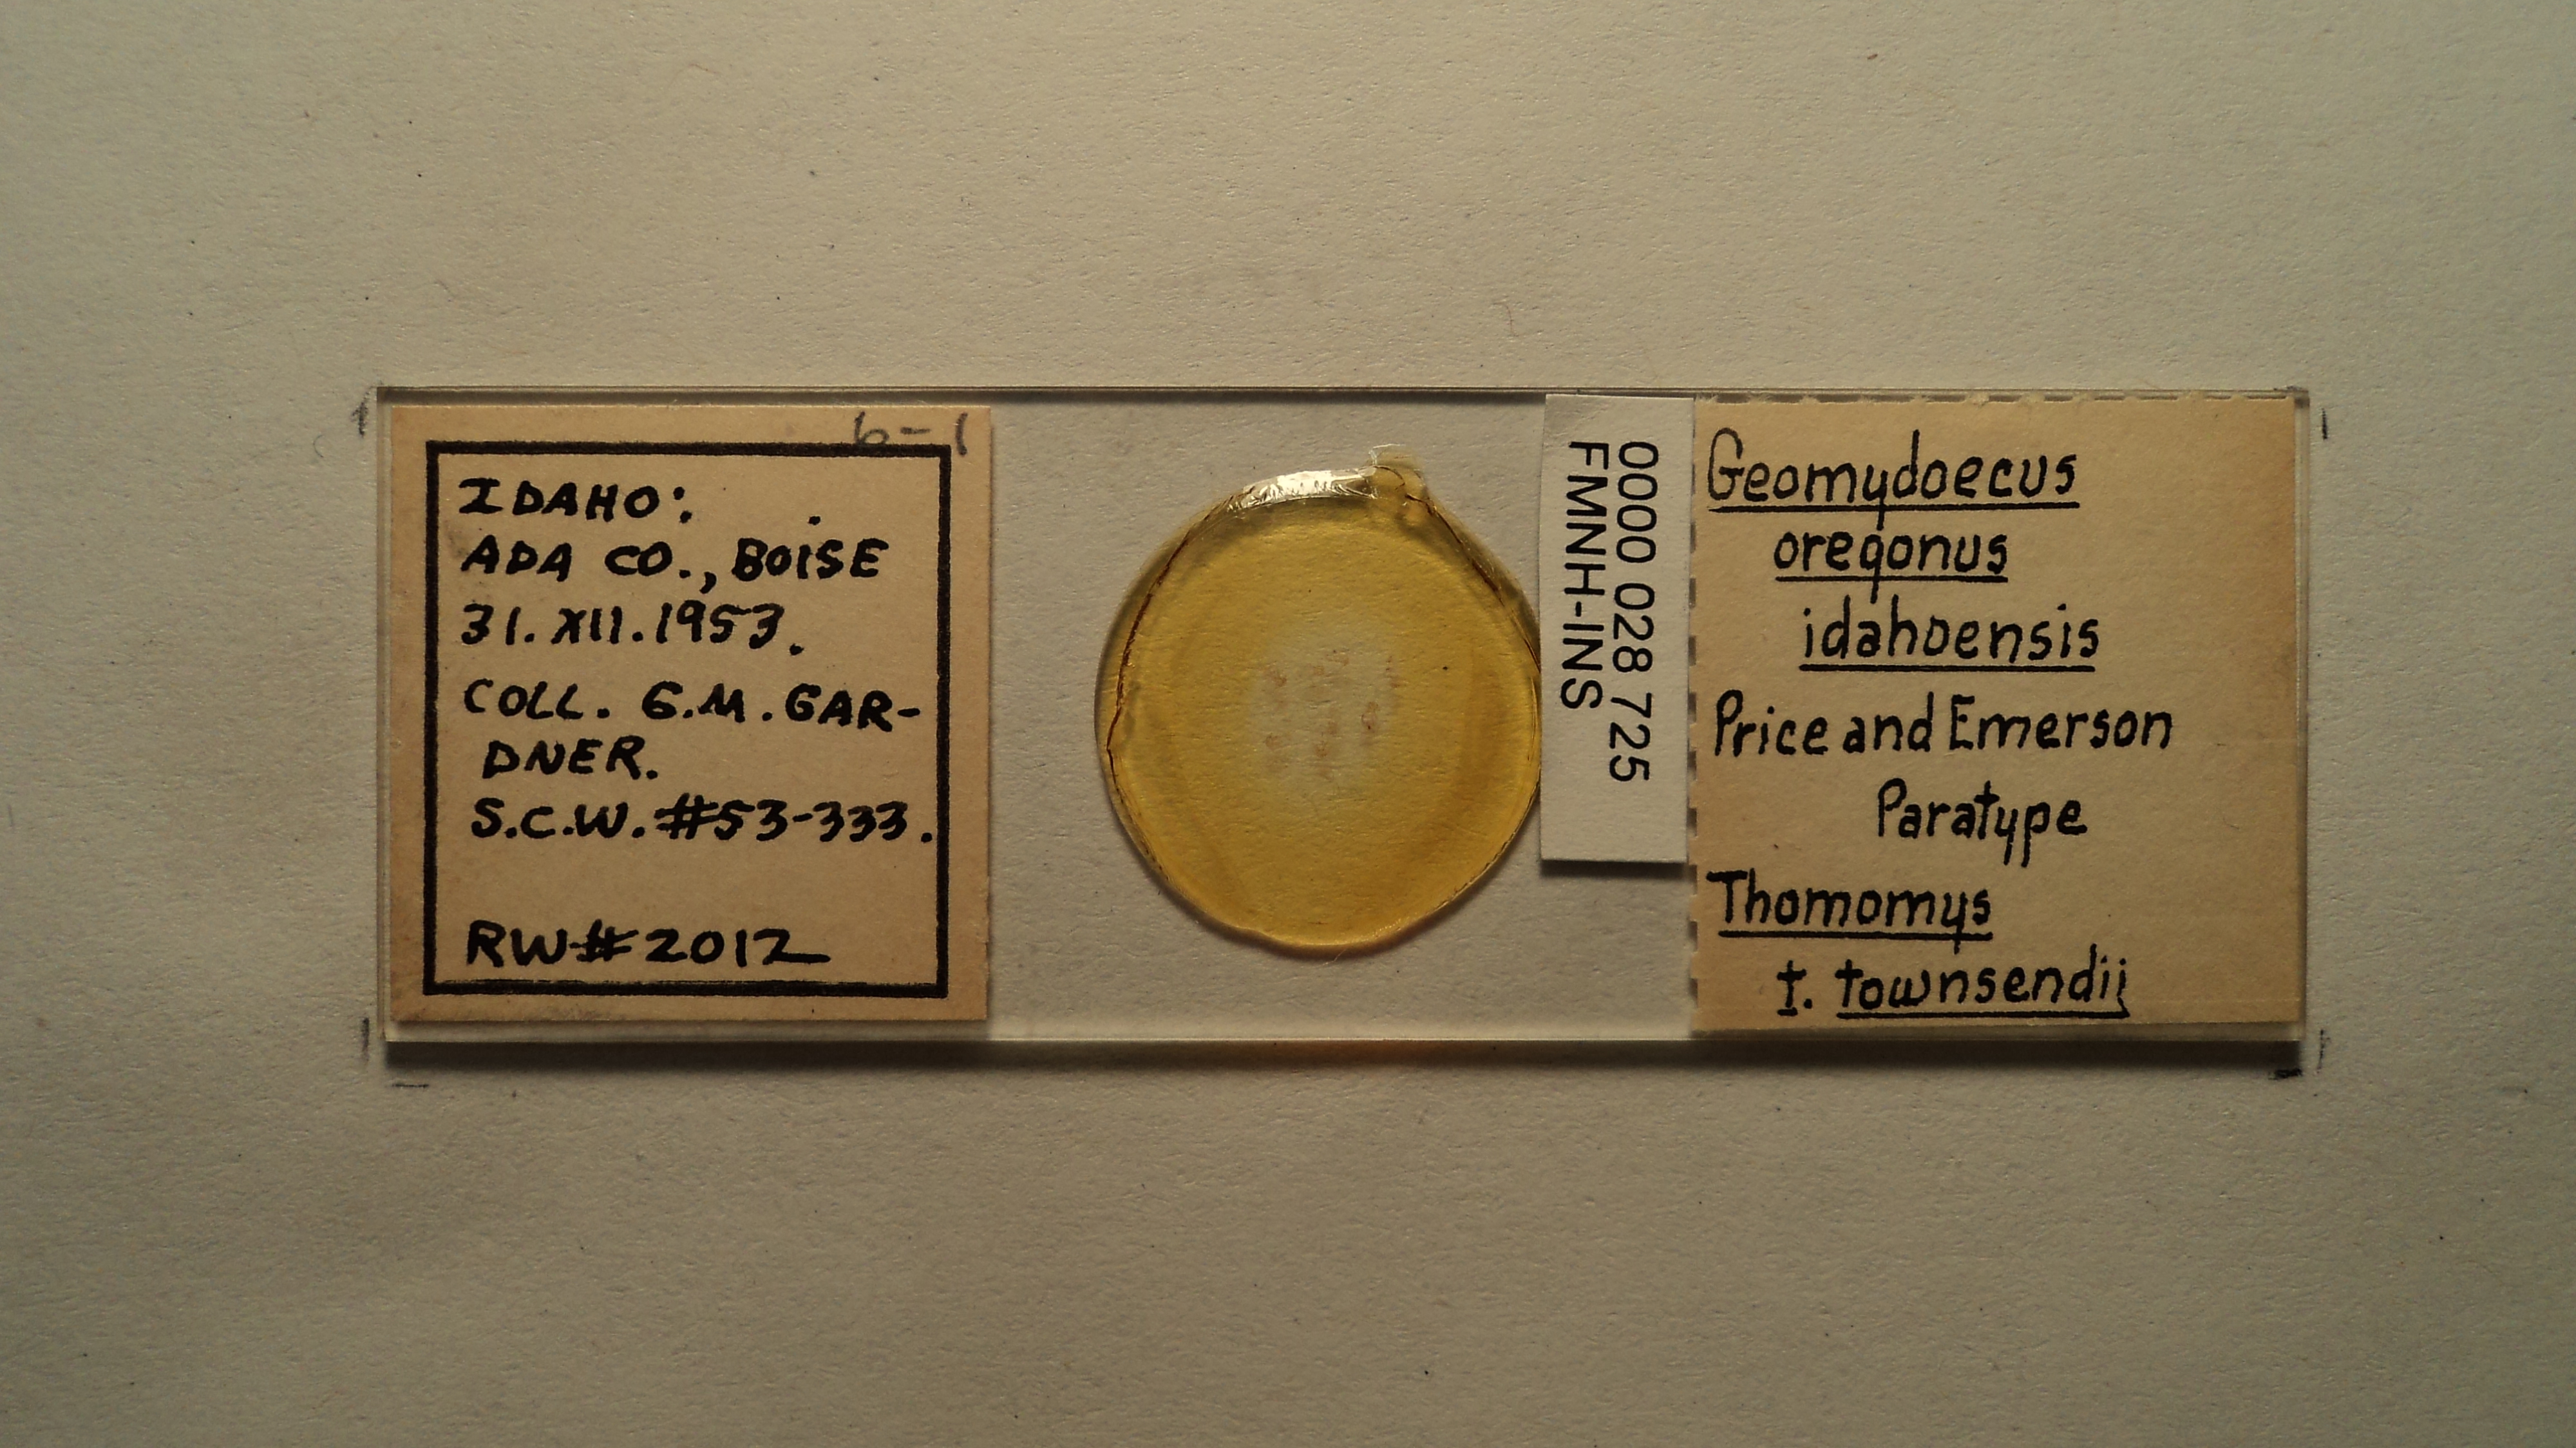 6-1
IDAHO:
ADA CO., BOISE
31.XII.1953.
COLL. G.M. GAR-
DNER.
S.C.W. #53-333.
RW#2012
0000 028 725
FMNH-INS
Geomydoecus
oregonus
idahoensis
Price and Emerson
Paratype
Thomomys
t. townsendii